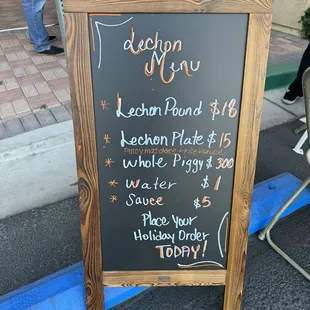 Lechon
Menu
* Lechon Pound $18
* Lechon Plate $15
* Whole Piggy $300
* Water $1
* Sauce $5
Place Your
Holiday Order
TODAY!